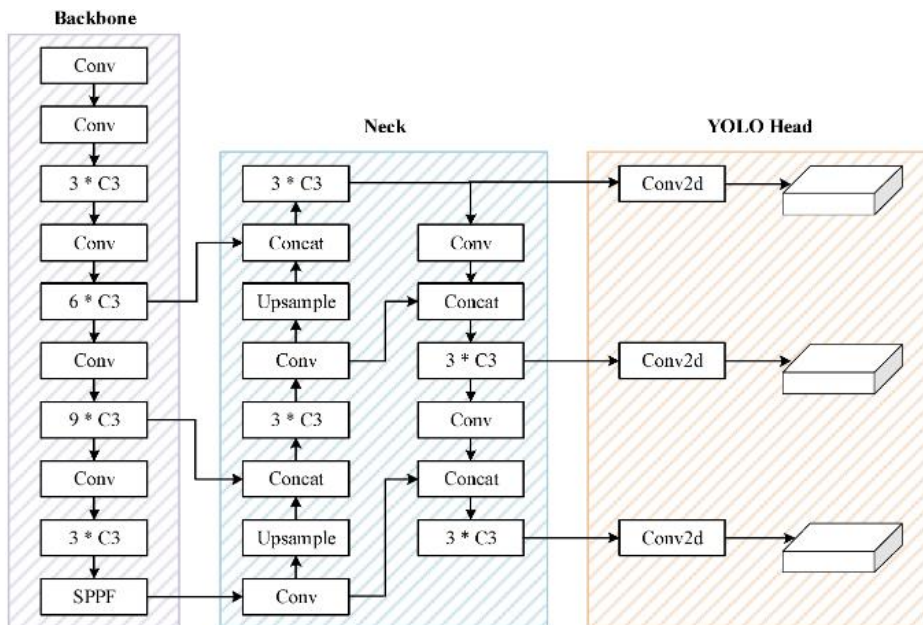 Backbone
Conv
Conv
3 * C3
Conv
6 * C3
Conv
9 * C3
Conv
3 * C3
SPPF
Neck
3 * C3
Concat
Upsample
Conv
3 * C3
Concat
Upsample
Conv
Conv
Concat
3 * C3
Conv
Concat
3 * C3
YOLO Head
Conv2d
Conv2d
Conv2d